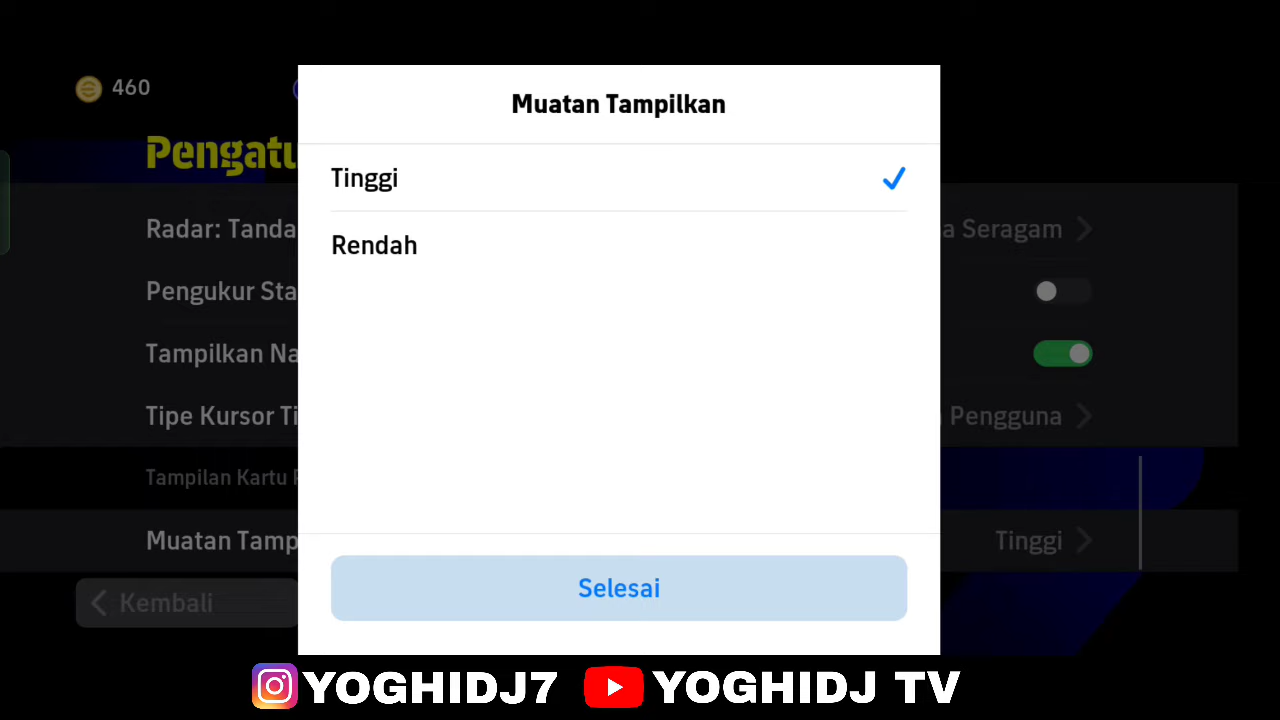 460
Muatan Tampilkan
Pengatu
Tinggi
Rendah
Radar: Tanda
a Seragam
Pengukur Sta
Tampilkan Na
Tipe Kursor Ti
Pengguna
Tampilan Kartu
Muatan Tamp
Tinggi
Selesai
Kembali
YOGHIDJ7 YOGHIDJ TV